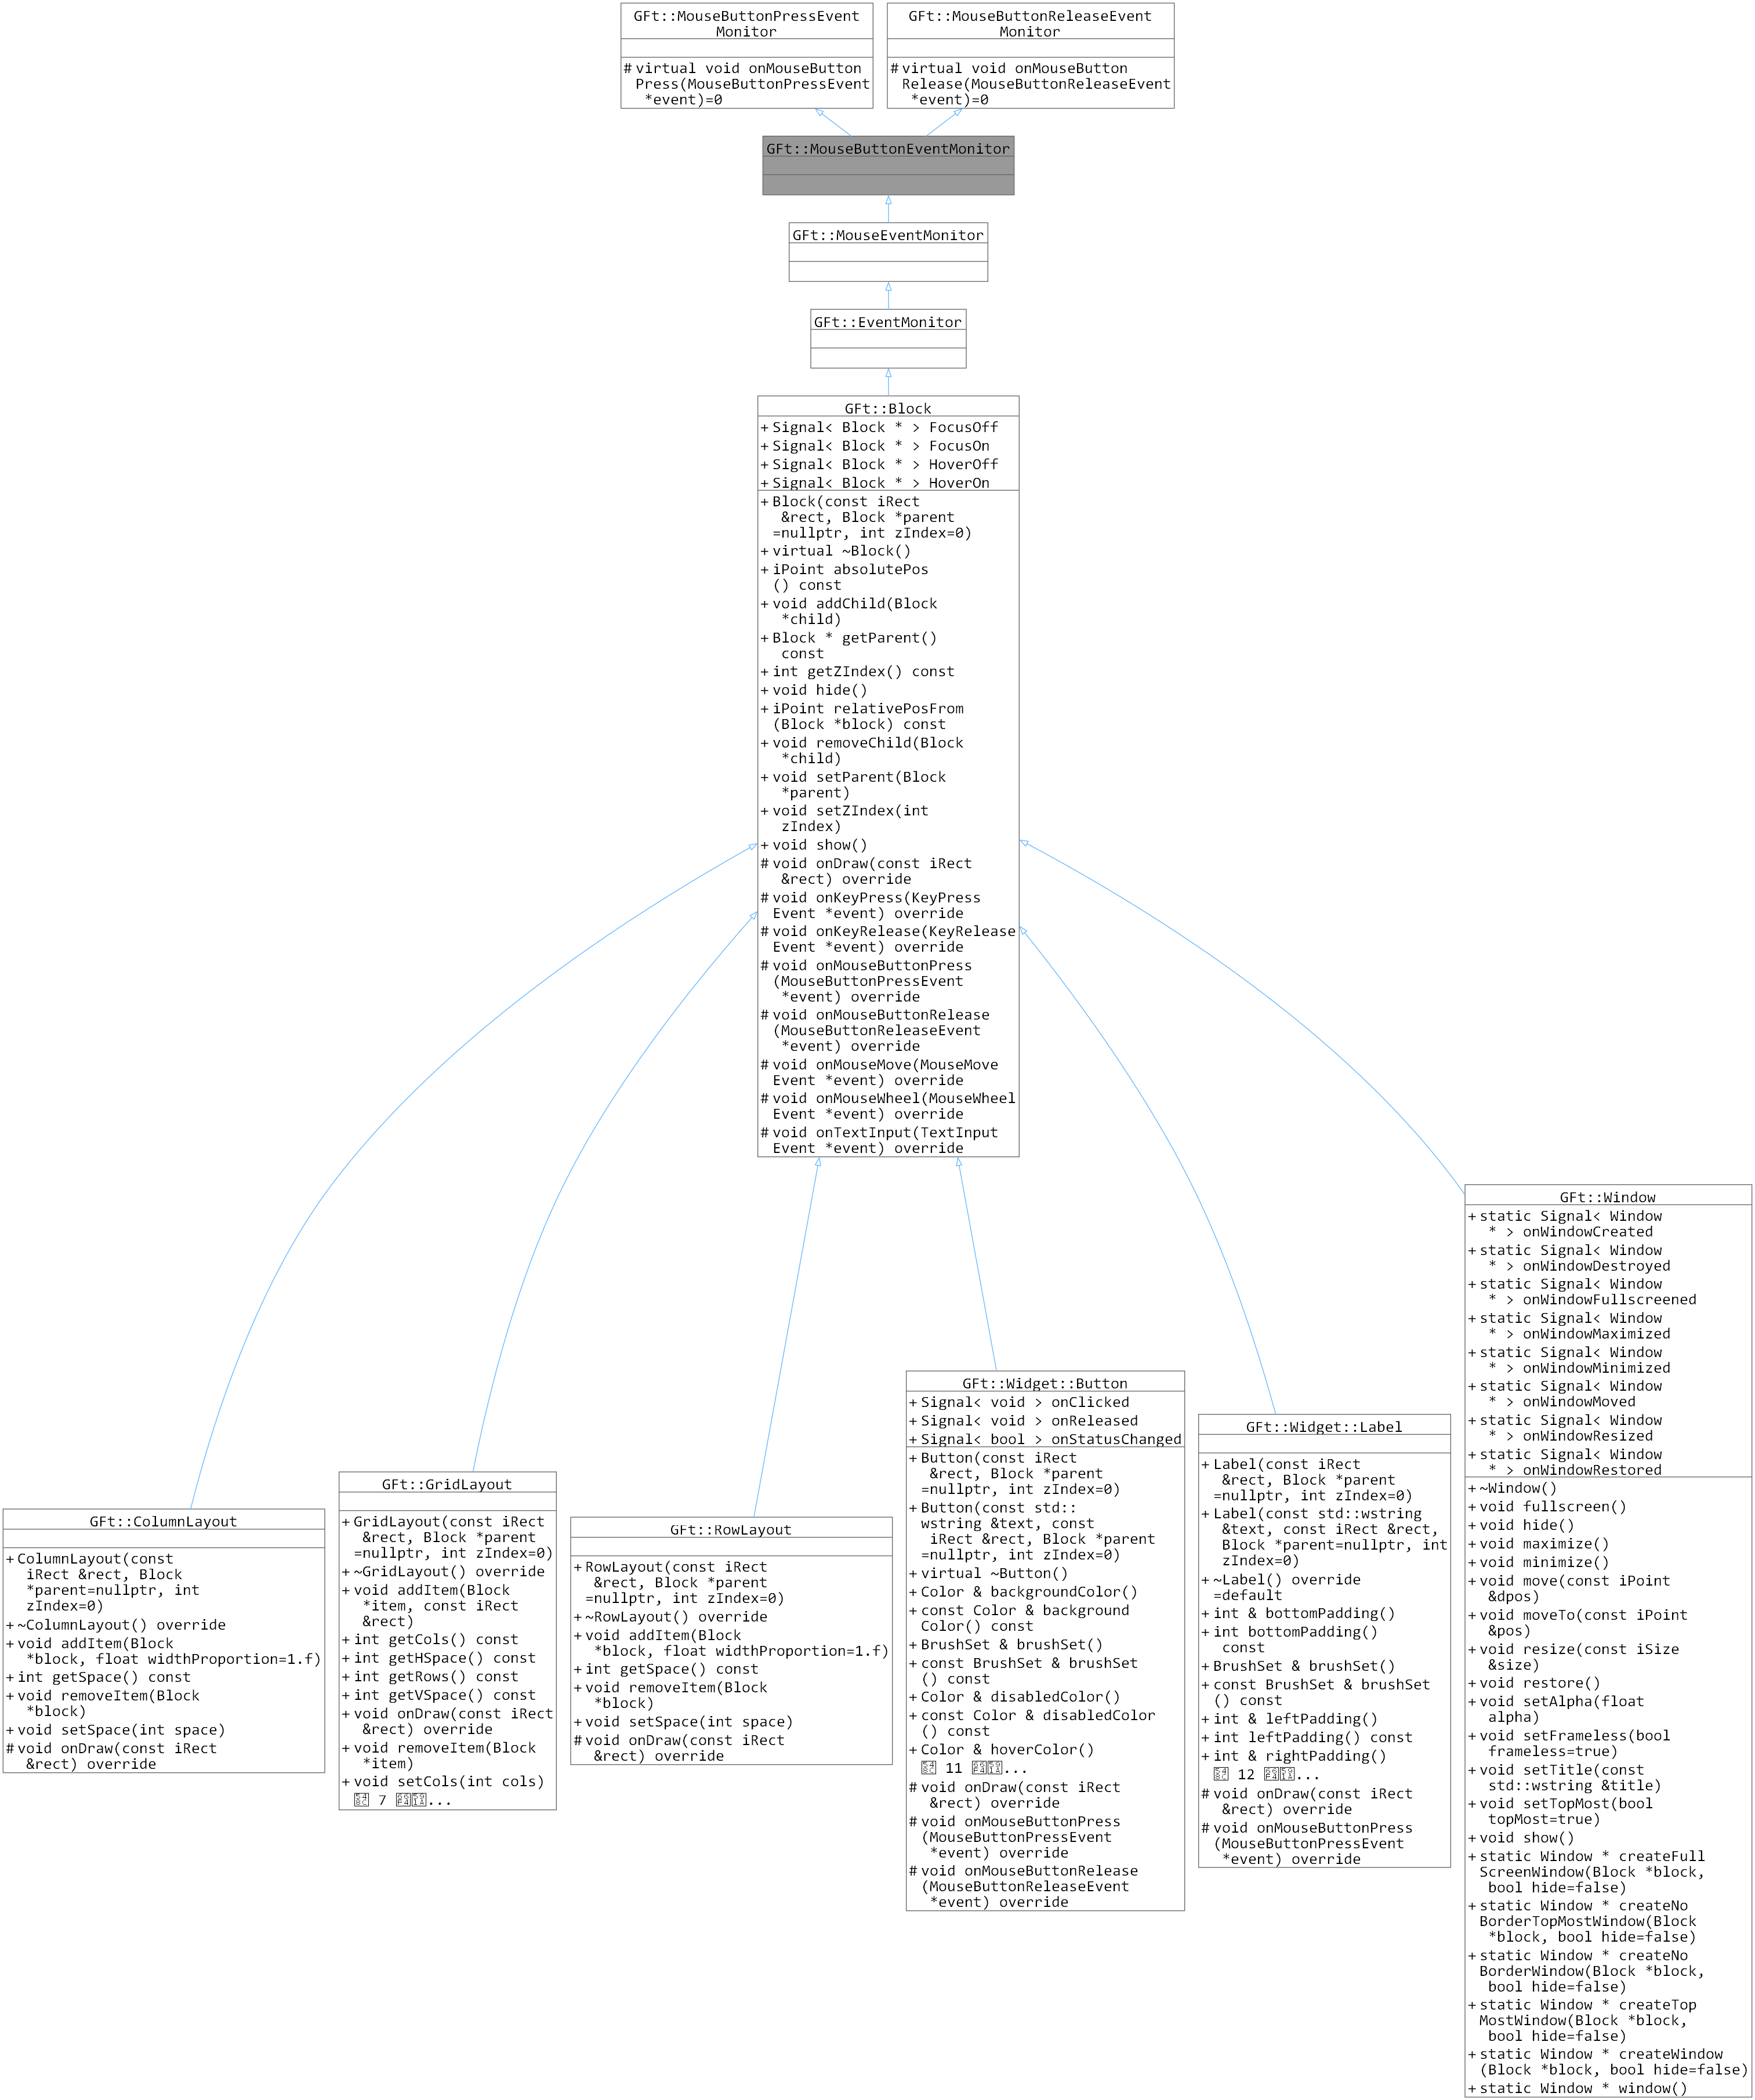 GFt::MouseButtonPressEvent
Monitor
# virtual void onMouseButton
Press(MouseButtonPressEvent
*event)=0
GFt::MouseButtonReleaseEvent
Monitor
# virtual void onMouseButton
Release(MouseButtonReleaseEvent
*event)=0
GFt::MouseButtonEventMonitor
GFt::MouseEventMonitor
GFt::EventMonitor
GFt::Block
+ Signal< Block * > FocusOff
+ Signal< Block * > FocusOn
+ Signal< Block * > HoverOff
+ Signal< Block * > HoverOn
+ Block(const iRect
&rect, Block *parent
=nullptr, int zIndex=0)
+ virtual ~Block()
+ iPoint absolutePos
() const
+ void addChild(Block
*child)
+ Block * getParent()
const
+ int getZIndex() const
+ void hide()
+ iPoint relativePosFrom
(Block *block) const
+ void removeChild(Block
*child)
+ void setParent(Block
*parent)
+ void setZIndex(int
zIndex)
+ void show()
# void onDraw(const iRect
&rect) override
# void onKeyPress(KeyPress
Event *event) override
# void onKeyRelease(KeyRelease
Event *event) override
# void onMouseButtonPress
(MouseButtonPressEvent
*event) override
# void onMouseButtonRelease
(MouseButtonReleaseEvent
*event) override
# void onMouseMove(MouseMove
Event *event) override
# void onMouseWheel(MouseWheel
Event *event) override
# void onTextInput(TextInput
Event *event) override
GFt::ColumnLayout
+ ColumnLayout(const
iRect &rect, Block
*parent=nullptr, int
zIndex=0)
+ ~ColumnLayout() override
+ void addItem(Block
*block, float widthProportion=1.f)
+ int getSpace() const
+ void removeItem(Block
*block)
+ void setSpace(int space)
# void onDraw(const iRect
&rect) override
GFt::GridLayout
+ GridLayout(const iRect
&rect, Block *parent
=nullptr, int zIndex=0)
+ ~GridLayout() override
+ void addItem(Block
*item, const iRect
&rect)
+ int getCols() const
+ int getHSpace() const
+ int getRows() const
+ int getVSpace() const
+ void onDraw(const iRect
&rect) override
+ void removeItem(Block
*item)
+ void setCols(int cols)
7 ...
GFt::RowLayout
+ RowLayout(const iRect
&rect, Block *parent
=nullptr, int zIndex=0)
+ ~RowLayout() override
+ void addItem(Block
*block, float widthProportion=1.f)
+ int getSpace() const
+ void removeItem(Block
*block)
+ void setSpace(int space)
# void onDraw(const iRect
&rect) override
GFt::Widget::Button
+ Signal< void > onClicked
+ Signal< void > onReleased
+ Signal< bool > onStatusChanged
+ Button(const iRect
&rect, Block *parent
=nullptr, int zIndex=0)
+ Button(const std::
wstring &text, const
iRect &rect, Block *parent
=nullptr, int zIndex=0)
+ virtual ~Button()
+ Color & backgroundColor()
+ const Color & background
Color() const
+ BrushSet & brushSet()
+ const BrushSet & brushSet
() const
+ Color & disabledColor()
+ const Color & disabledColor
() const
+ Color & hoverColor()
11 ...
# void onDraw(const iRect
&rect) override
# void onMouseButtonPress
(MouseButtonPressEvent
*event) override
# void onMouseButtonRelease
(MouseButtonReleaseEvent
*event) override
GFt::Widget::Label
+ Label(const iRect
&rect, Block *parent
=nullptr, int zIndex=0)
+ Label(const std::wstring
&text, const iRect &rect,
Block *parent=nullptr, int
zIndex=0)
+ ~Label() override
=default
+ int & bottomPadding()
+ int bottomPadding()
const
+ BrushSet & brushSet()
+ const BrushSet & brushSet
() const
+ int & leftPadding()
+ int leftPadding() const
+ int & rightPadding()
12 ...
# void onDraw(const iRect
&rect) override
# void onMouseButtonPress
(MouseButtonPressEvent
*event) override
GFt::Window
+ static Signal< Window
* > onWindowCreated
+ static Signal< Window
* > onWindowDestroyed
+ static Signal< Window
* > onWindowFullscreened
+ static Signal< Window
* > onWindowMaximized
+ static Signal< Window
* > onWindowMinimized
+ static Signal< Window
* > onWindowMoved
+ static Signal< Window
* > onWindowResized
+ static Signal< Window
* > onWindowRestored
+ ~Window()
+ void fullscreen()
+ void hide()
+ void maximize()
+ void minimize()
+ void move(const iPoint
&dpos)
+ void moveTo(const iPoint
&pos)
+ void resize(const iSize
&size)
+ void restore()
+ void setAlpha(float
alpha)
+ void setFrameless(bool
frameless=true)
+ void setTitle(const
std::wstring &title)
+ void setTopMost(bool
topMost=true)
+ void show()
+ static Window * createFull
ScreenWindow(Block *block,
bool hide=false)
+ static Window * createNo
BorderTopMostWindow(Block
*block, bool hide=false)
+ static Window * createNo
BorderWindow(Block *block,
bool hide=false)
+ static Window * createTop
MostWindow(Block *block,
bool hide=false)
+ static Window * createWindow
(Block *block, bool hide=false)
+ static Window * window()